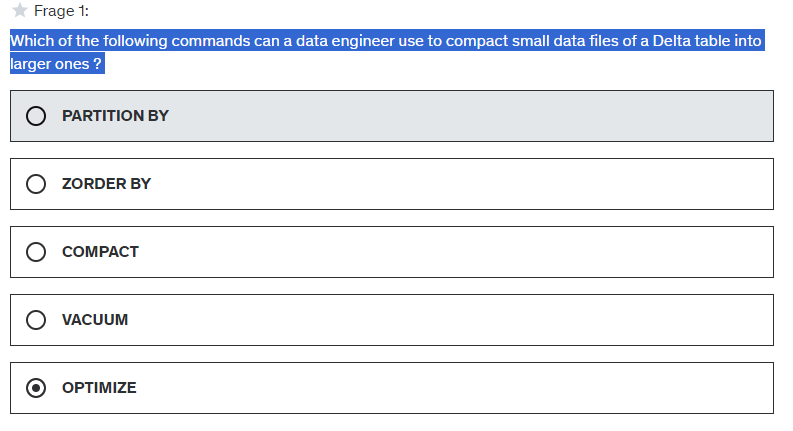 Frage 1:
Which of the following commands can a data engineer use to compact small data files of a Delta table into
larger ones ?
PARTITION BY
ZORDER BY
COMPACT
VACUUM
OPTIMIZE